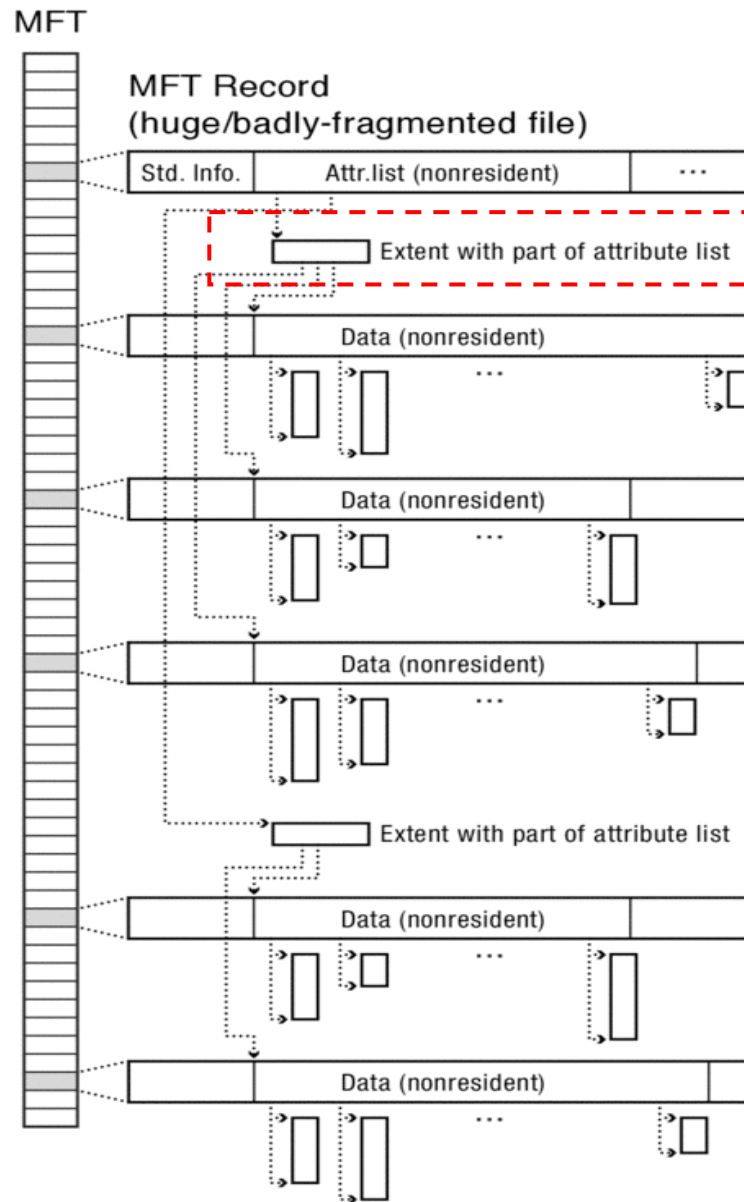 MFT
MFT Record
(huge/badly-fragmented file)
Std. Info. Attr.list (nonresident) ...
Extent with part of attribute list
Data (nonresident)
...
Data (nonresident)
...
Data (nonresident)
...
Extent with part of attribute list
Data (nonresident)
...
Data (nonresident)
...